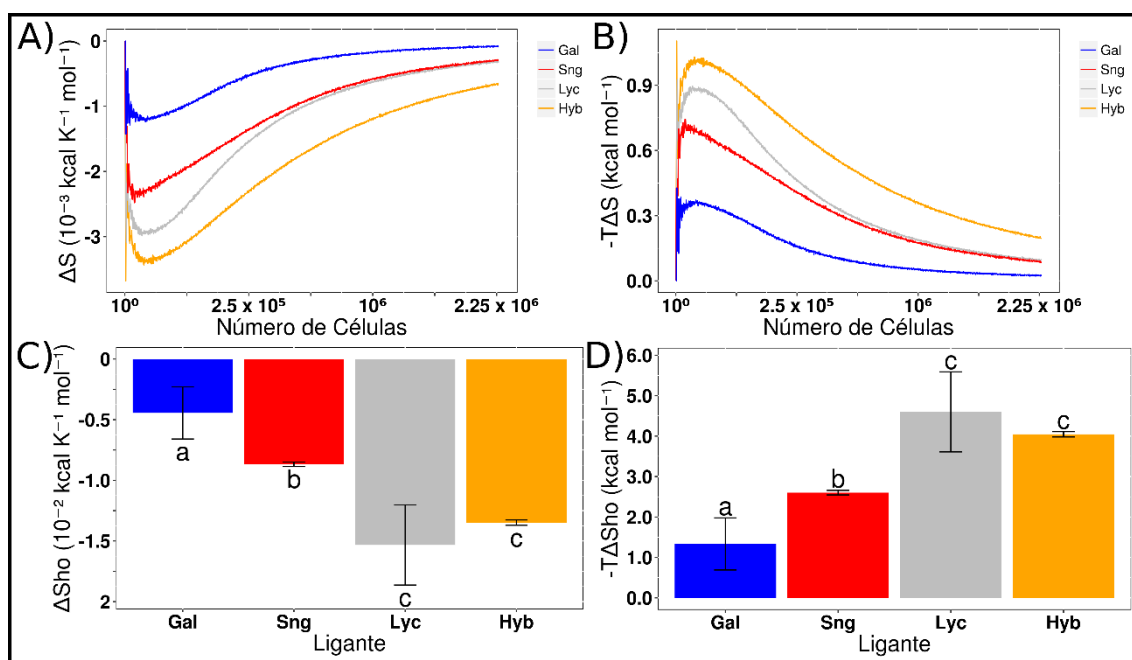 A)
ΔS (10⁻³ kcal K⁻¹ mol⁻¹)
0
-1
-2
-3
10⁰
2.5 x 10⁵
10⁶
2.25 x 10⁶
Número de Células
Gal
Sng
Lyc
Hyb
B)
-TΔS (kcal mol⁻¹)
0.9
0.6
0.3
0.0
10⁰
2.5 x 10⁵
10⁶
2.25 x 10⁶
Número de Células
Gal
Sng
Lyc
Hyb
C)
ΔSho (10⁻² kcal K⁻¹ mol⁻¹)
0
-0.5
-1.0
-1.5
2
a
b
c
c
Gal
Sng
Lyc
Hyb
Ligante
D)
-TΔSho (kcal mol⁻¹)
6.0
5.0
4.0
3.0
2.0
1.0
0.0
a
b
c
c
Gal
Sng
Lyc
Hyb
Ligante